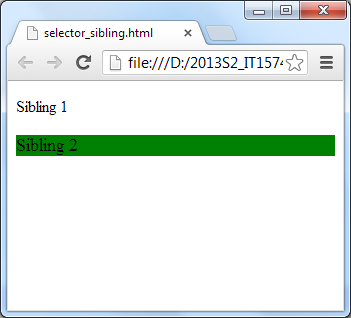 selector_sibling.html
file:///D:/2013S2_IT1574
Sibling 1
Sibling 2